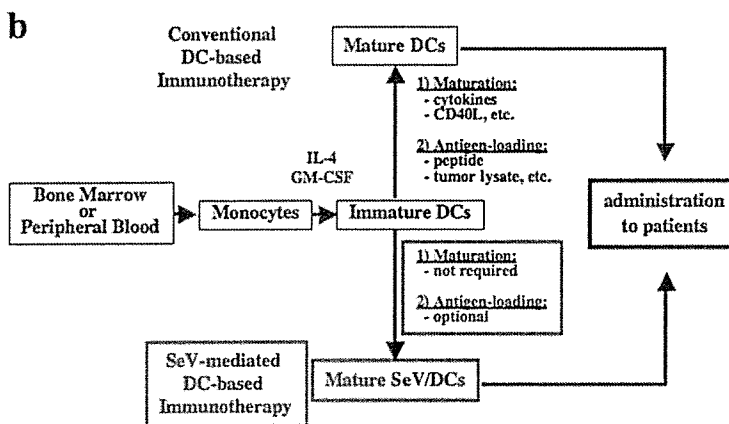 b
Conventional
DC-based
Immunotherapy
Mature DCs
1) Maturation:
- cytokines
- CD40L, etc.
2) Antigen-loading:
- peptide
- tumor lysate, etc.
IL-4
GM-CSF
Bone Marrow
or
Peripheral Blood
Monocytes
Immature DCs
administration
to patients
1) Maturation:
- not required
2) Antigen-loading:
- optional
SeV-mediated
DC-based
Immunotherapy
Mature SeV/DCs